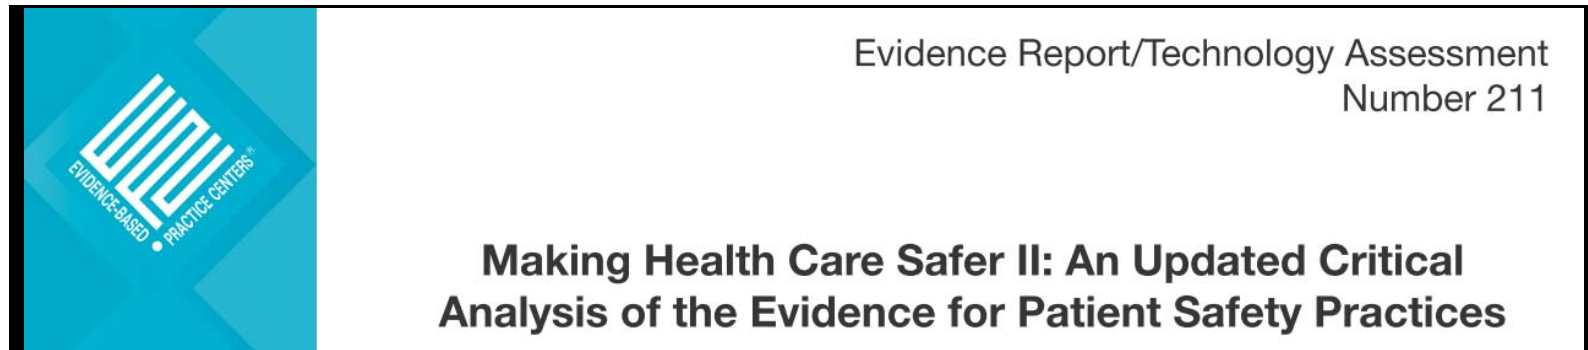 EVIDENCE-BASED
PRACTICE CENTERS®
Evidence Report/Technology Assessment
Number 211
Making Health Care Safer II: An Updated Critical
Analysis of the Evidence for Patient Safety Practices